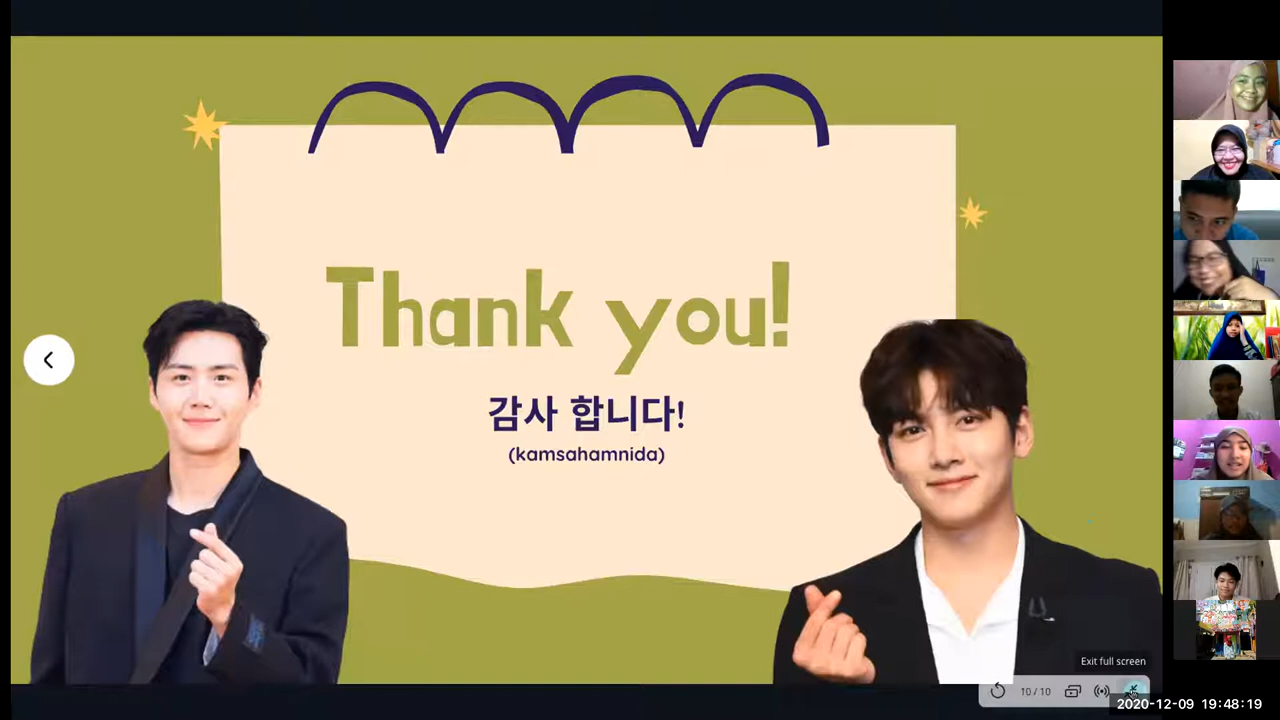 Thank you!
감사 합니다!
(kamsahamnida)
Exit full screen
10 / 10
2020-12-09 19:48:19